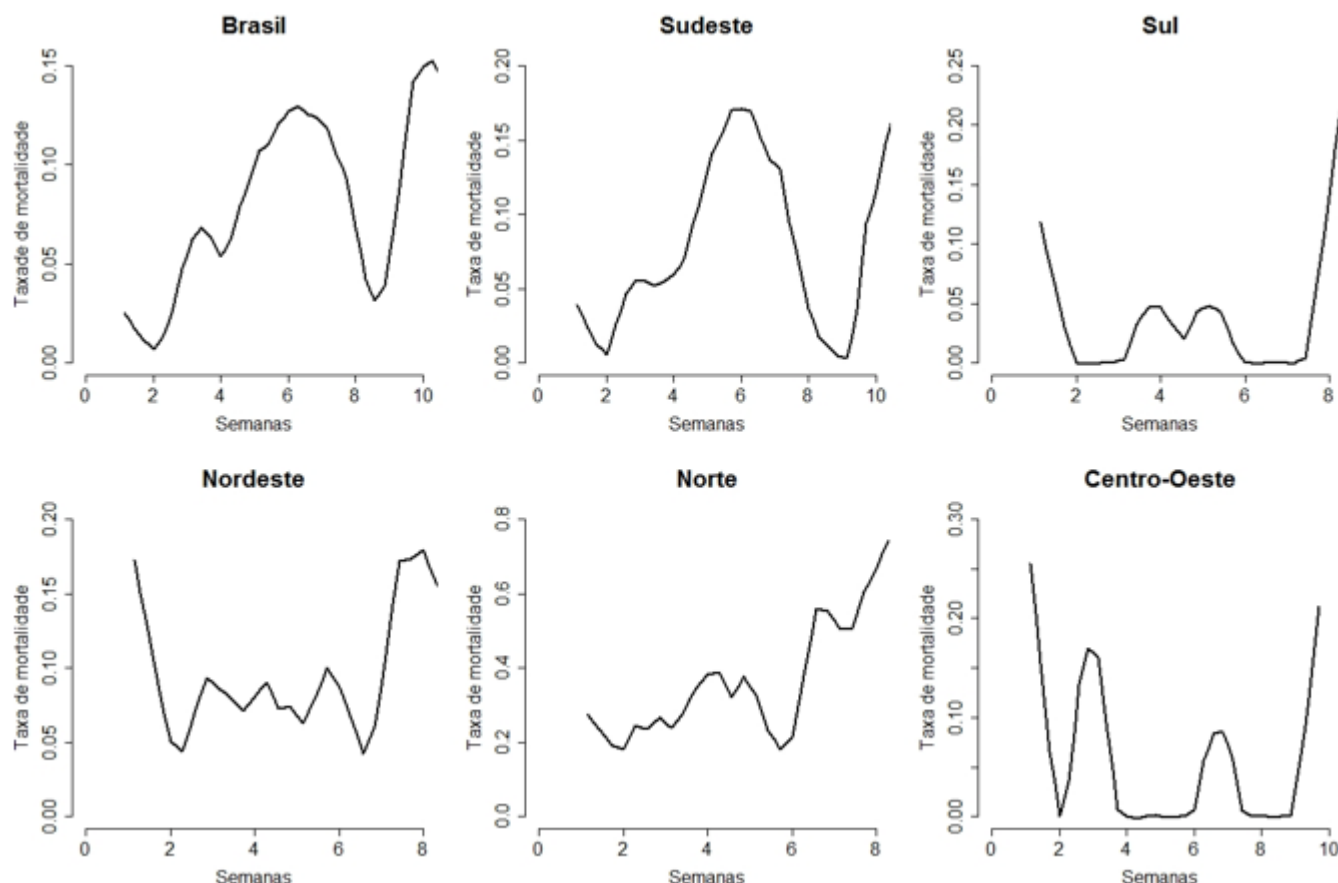 Brasil
Taxade de mortalidade
0.00 0.05 0.10 0.15
0 2 4 6 8 10
Semanas
Sudeste
Taxa de mortalidade
0.00 0.05 0.10 0.15 0.20
0 2 4 6 8 10
Semanas
Sul
Taxa de mortalidade
0.00 0.05 0.10 0.15 0.20 0.25
0 2 4 6 8
Semanas
Nordeste
Taxa de mortalidade
0.00 0.05 0.10 0.15 0.20
0 2 4 6 8
Semanas
Norte
Taxa de mortalidade
0.0 0.2 0.4 0.6 0.8
0 2 4 6 8
Semanas
Centro-Oeste
Taxa de mortalidade
0.00 0.10 0.20 0.30
0 2 4 6 8 10
Semanas